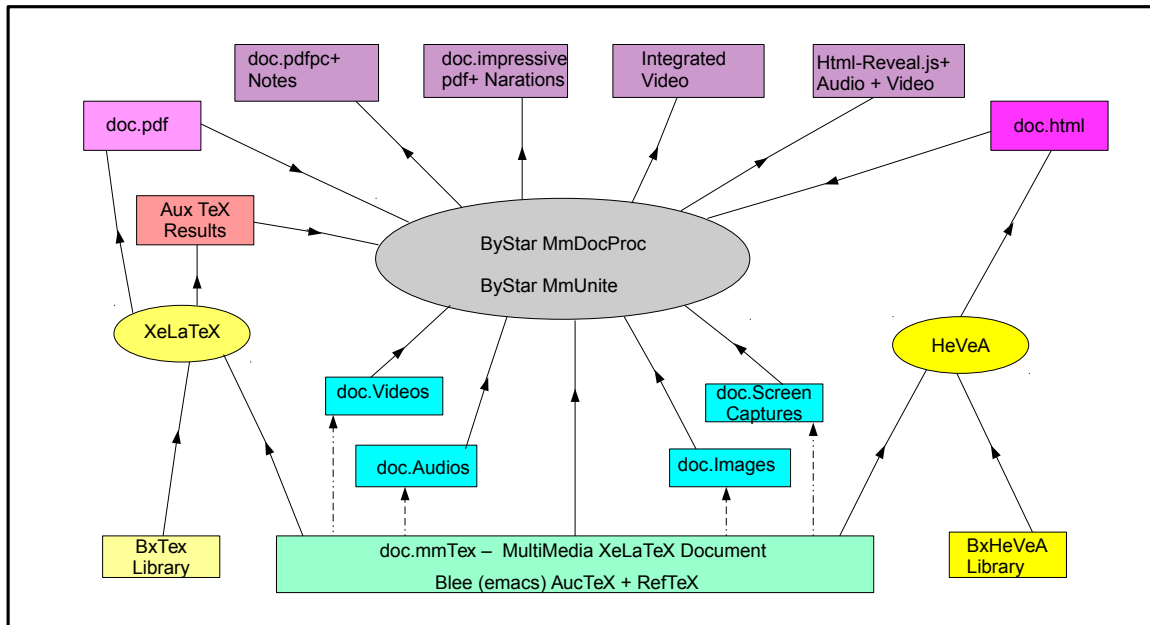 doc.pdfpc+
Notes
doc.impressive
pdf+ Narations
Integrated
Video
Html-Reveal.js+
Audio + Video
doc.pdf
doc.html
Aux TeX
Results
ByStar MmDocProc
ByStar MmUnite
XeLaTeX
HeVeA
doc.Videos
doc.Screen
Captures
doc.Audios
doc.Images
BxTex
Library
doc.mmTex – MultiMedia XeLaTeX Document
Blee (emacs) AucTeX + RefTeX
BxHeVeA
Library